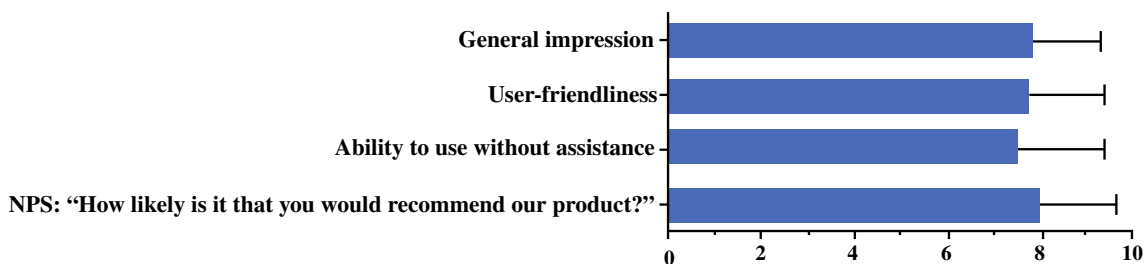 General impression
User-friendliness
Ability to use without assistance
NPS: “How likely is it that you would recommend our product?”
0 2 4 6 8 10